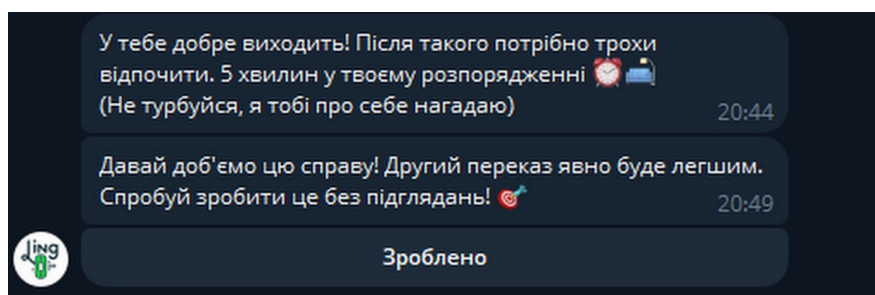 У тебе добре виходить! Після такого потрібно трохи
відпочити. 5 хвилин у твоєму розпорядженні ⏰🛌
(Не турбуйся, я тобі про себе нагадаю)
20:44
Давай доб'ємо цю справу! Другий переказ явно буде легшим.
Спробуй зробити це без підглядань! 🎯
20:49
Ling
Зроблено